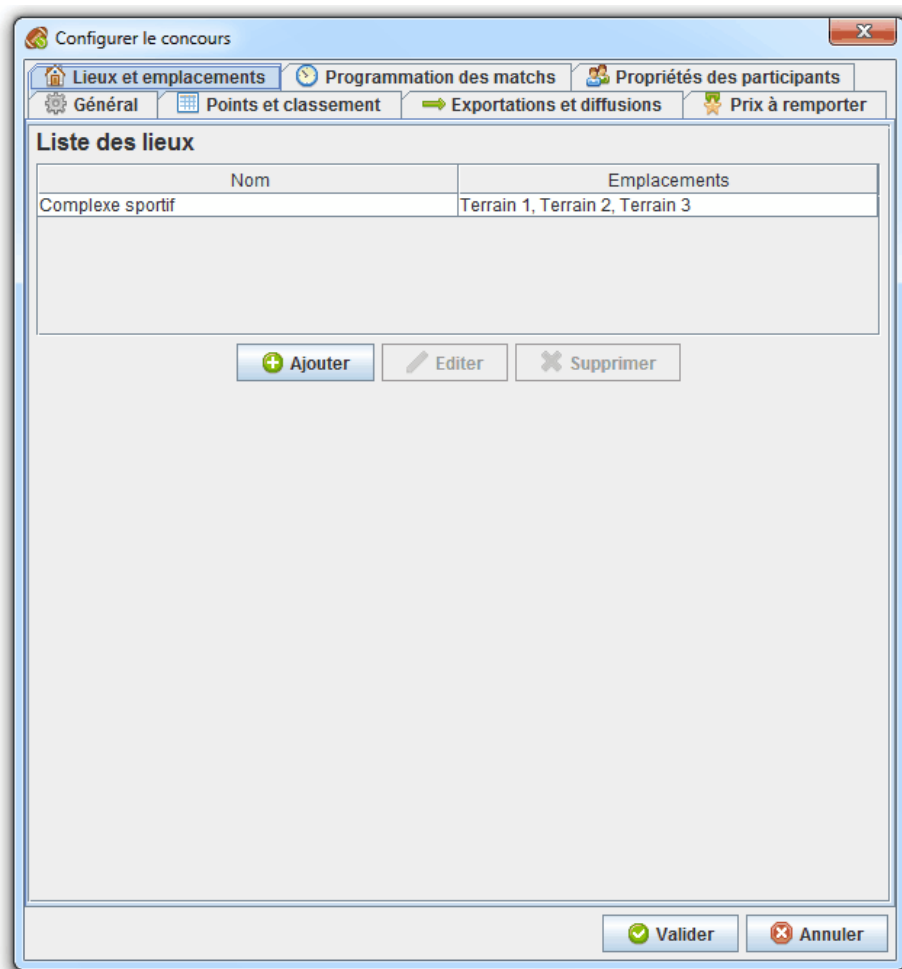 Configurer le concours
Lieux et emplacements Programmation des matchs Propriétés des participants
Général Points et classement Exportations et diffusions Prix à remporter
Liste des lieux
Nom Emplacements
Complexe sportif Terrain 1, Terrain 2, Terrain 3
Ajouter Editer Supprimer
Valider Annuler